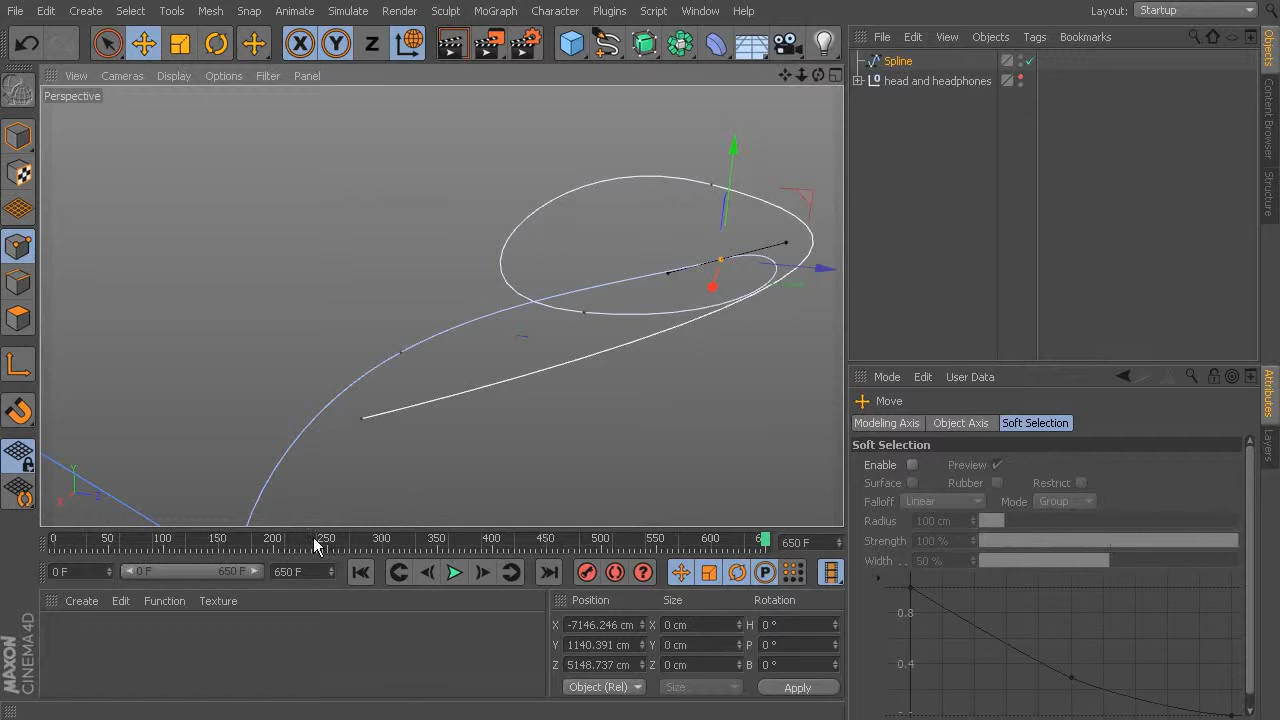 File Edit Create Select Tools Mesh Snap Animate Simulate Render Sculpt MoGraph Character Plugins Script Window Help Layout: Startup
File Edit View Objects Tags Bookmarks
View Cameras Display Options Filter Panel
Perspective
Spline
head and headphones
Objects
Content Browser
Structure
Mode Edit User Data
Move
Modeling Axis Object Axis Soft Selection
Soft Selection
Enable Preview
Surface Rubber Restrict
Falloff Linear Mode Group
Radius 100 cm
Strength 100 %
Width . . 50 %
0.8
0.4
Attributes
Layers
Y
X
Z
0 50 100 150 200 250 300 350 400 450 500 550 600 650 F
0 F 0 F 650 F 650 F
Create Edit Function Texture
Position Size Rotation
X -7146.246 cm X 0 cm H 0 °
Y 1140.391 cm Y 0 cm P 0 °
Z 5148.737 cm Z 0 cm B 0 °
Object (Rel) Size Apply
MAXON
CINEMA 4D